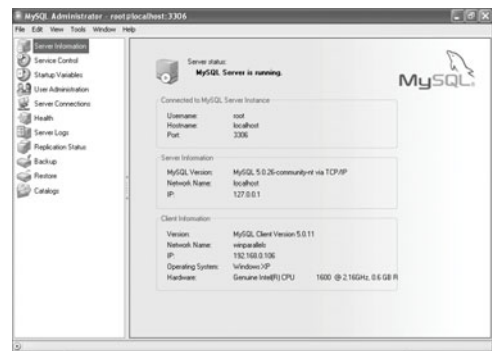 MySQL Administrator - root@localhost:3306
File Edit View Tools Window Help
Server Information
Service Control
Startup Variables
User Administration
Server Connections
Health
Server Logs
Replication Status
Backup
Restore
Catalogs
Server status:
MySQL Server is running.
MySQL
Connected to MySQL Server Instance
Username: root
Hostname: localhost
Port: 3306
Server Information
MySQL Version: MySQL 5.0.26-community-nt via TCP/IP
Network Name: localhost
IP: 127.0.0.1
Client Information
Version: MySQL Client Version 5.0.11
Network Name: winparallels
IP: 192.168.0.106
Operating System: Windows XP
Hardware: Genuine Intel(R) CPU 1600 @ 2.16GHz, 0.6 GB R